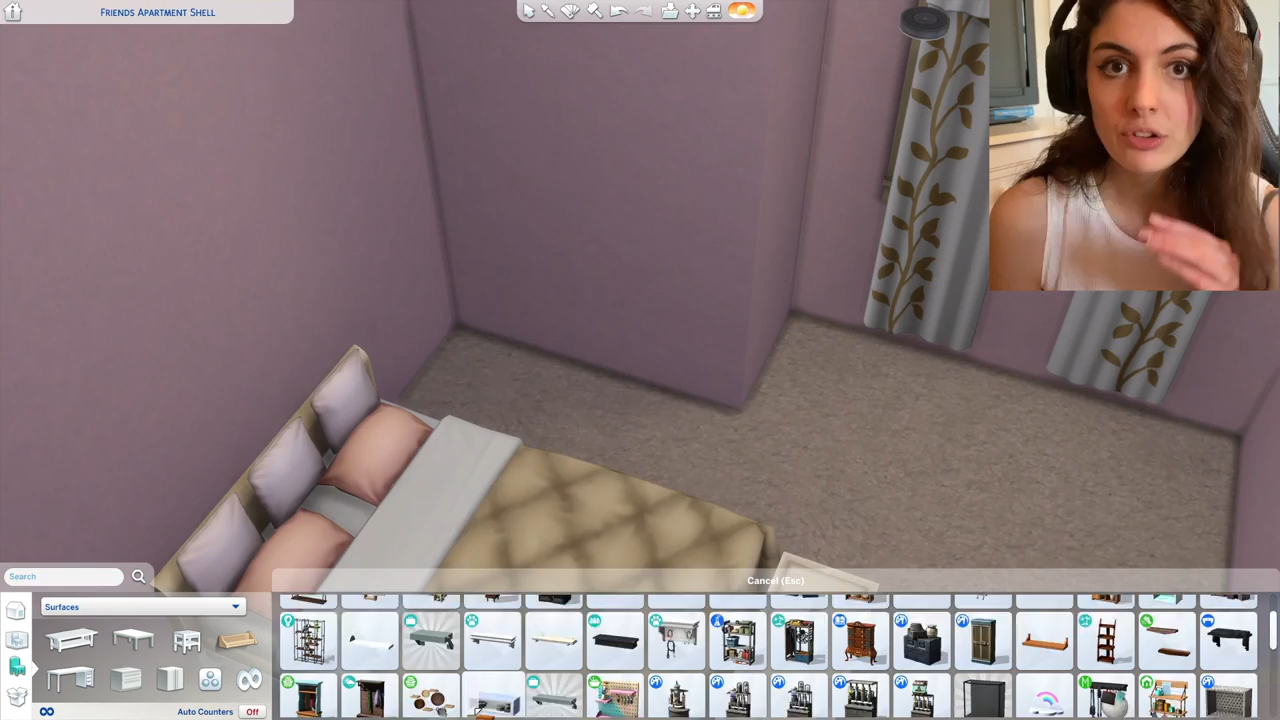 FRIENDS APARTMENT SHELL
Cancel (Esc)
Search
Surfaces
Auto Counters Off